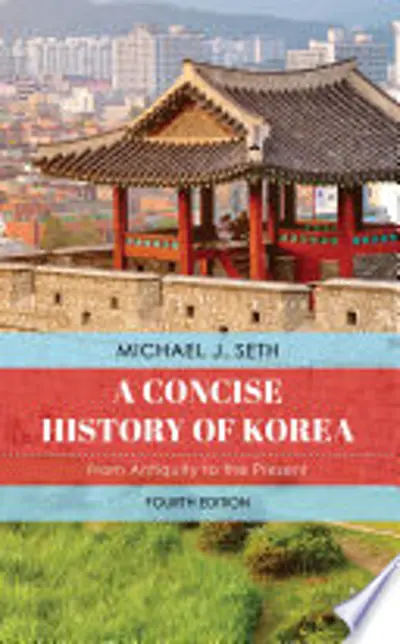 MICHAEL J. SETH
A CONCISE
HISTORY OF KOREA
From Antiquity to the Present
FOURTH EDITION